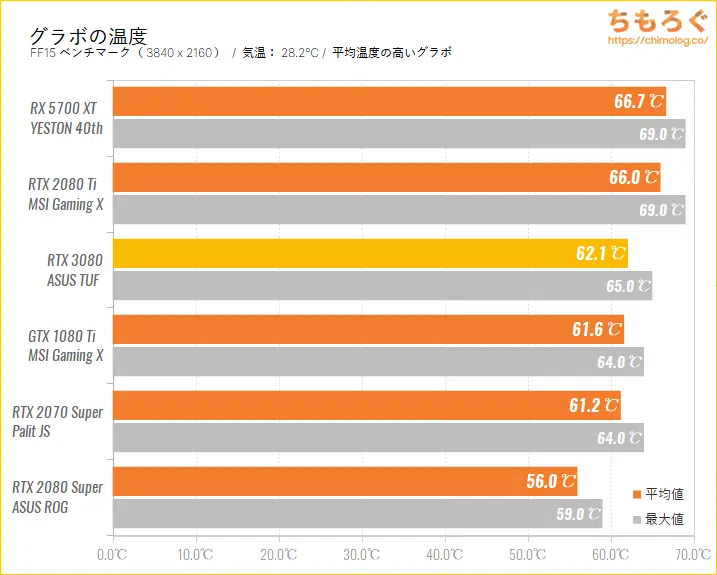 ちもろぐ
https://chimolog.co/
グラボの温度
FF15 ベンチマーク（ 3840 x 2160 ） / 気温： 28.2℃ / 平均温度の高いグラボ
RX 5700 XT
YESTON 40th
66.7 ℃
69.0 ℃
RTX 2080 Ti
MSI Gaming X
66.0 ℃
69.0 ℃
RTX 3080
ASUS TUF
62.1 ℃
65.0 ℃
GTX 1080 Ti
MSI Gaming X
61.6 ℃
64.0 ℃
RTX 2070 Super
Palit JS
61.2 ℃
64.0 ℃
RTX 2080 Super
ASUS ROG
56.0 ℃
59.0 ℃
平均値
最大値
0.0℃ 10.0℃ 20.0℃ 30.0℃ 40.0℃ 50.0℃ 60.0℃ 70.0℃